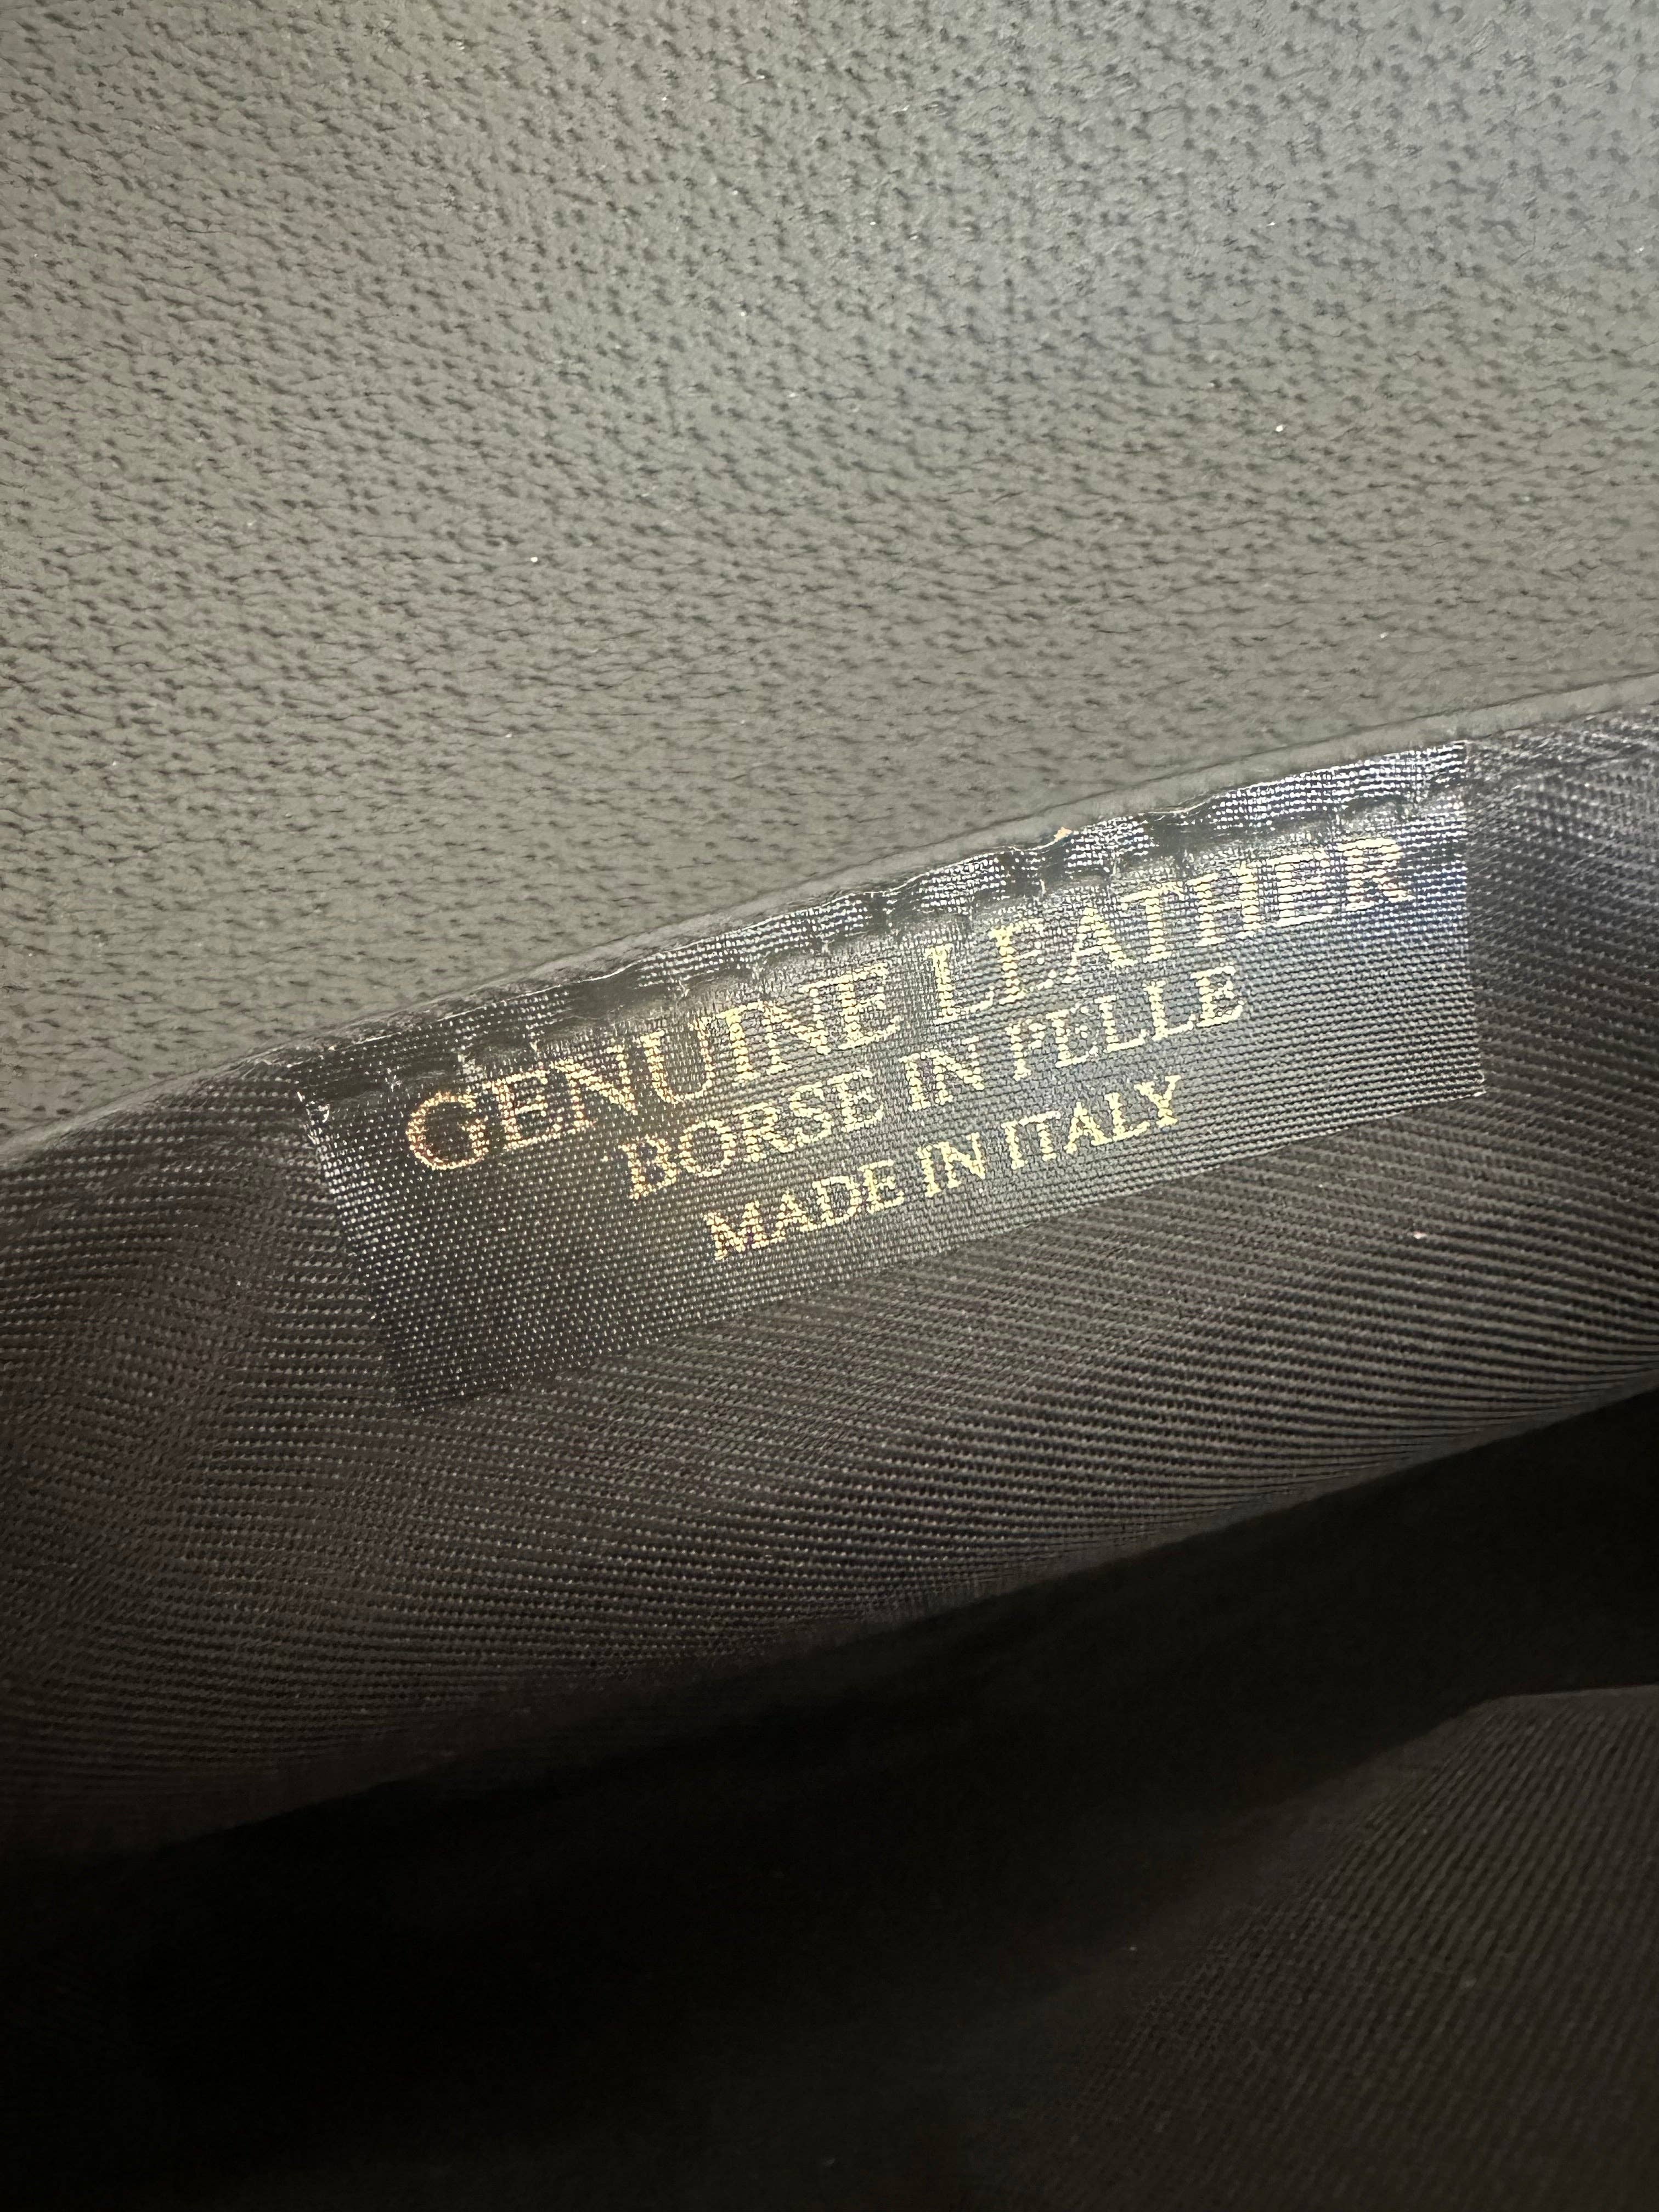 GENUINE LEATHER
BORSE IN PELLE
MADE IN ITALY